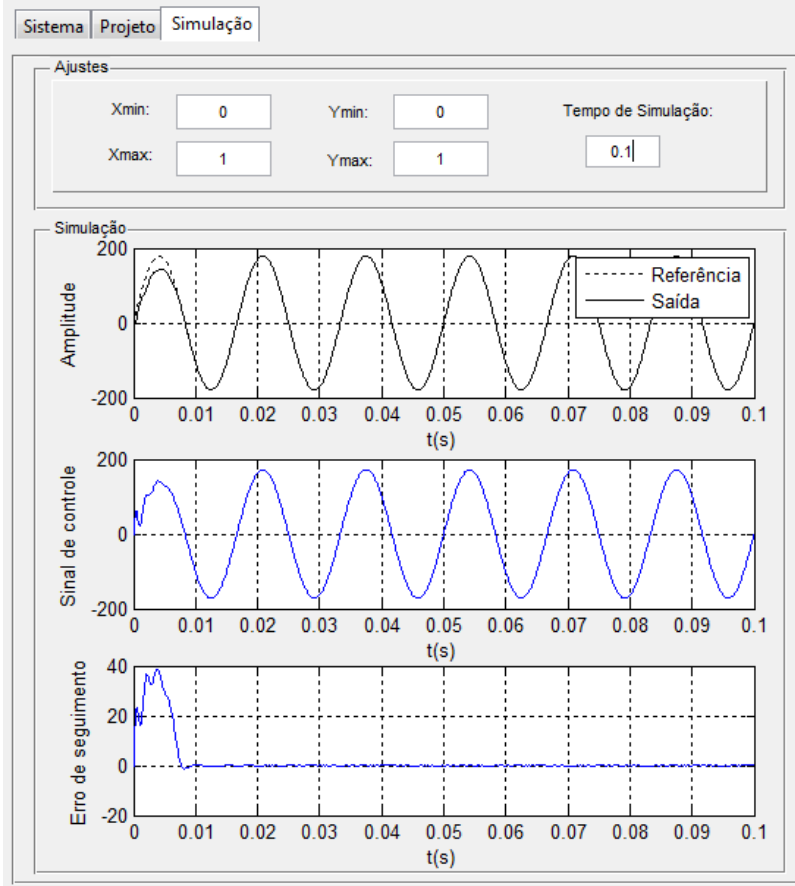 Sistema Projeto Simulação
Ajustes
Xmin: 0 Ymin: 0 Tempo de Simulação:
Xmax: 1 Ymax: 1 0.1
Simulação
200
0
-200
Amplitude
Referência
Saída
0 0.01 0.02 0.03 0.04 0.05 0.06 0.07 0.08 0.09 0.1
t(s)
200
0
-200
Sinal de controle
0 0.01 0.02 0.03 0.04 0.05 0.06 0.07 0.08 0.09 0.1
t(s)
40
20
0
-20
Erro de seguimento
0 0.01 0.02 0.03 0.04 0.05 0.06 0.07 0.08 0.09 0.1
t(s)